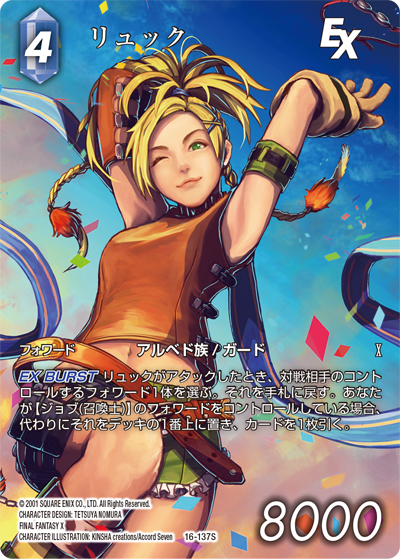 4
リュック
EX
フォワード アルベド族 / ガード X
EX BURST リュックがアタックしたとき、対戦相手のコント
ロールするフォワード1体を選ぶ。それを手札に戻す。あなた
が【ジョブ(召喚士)】のフォワードをコントロールしている場合、
代わりにそれをデッキの1番上に置き、カードを1枚引く。
© 2001 SQUARE ENIX CO., LTD. All Rights Reserved.
CHARACTER DESIGN: TETSUYA NOMURA
FINAL FANTASY X
CHARACTER ILLUSTRATION: KINSHA creations/Accord Seven
16-137S
8000